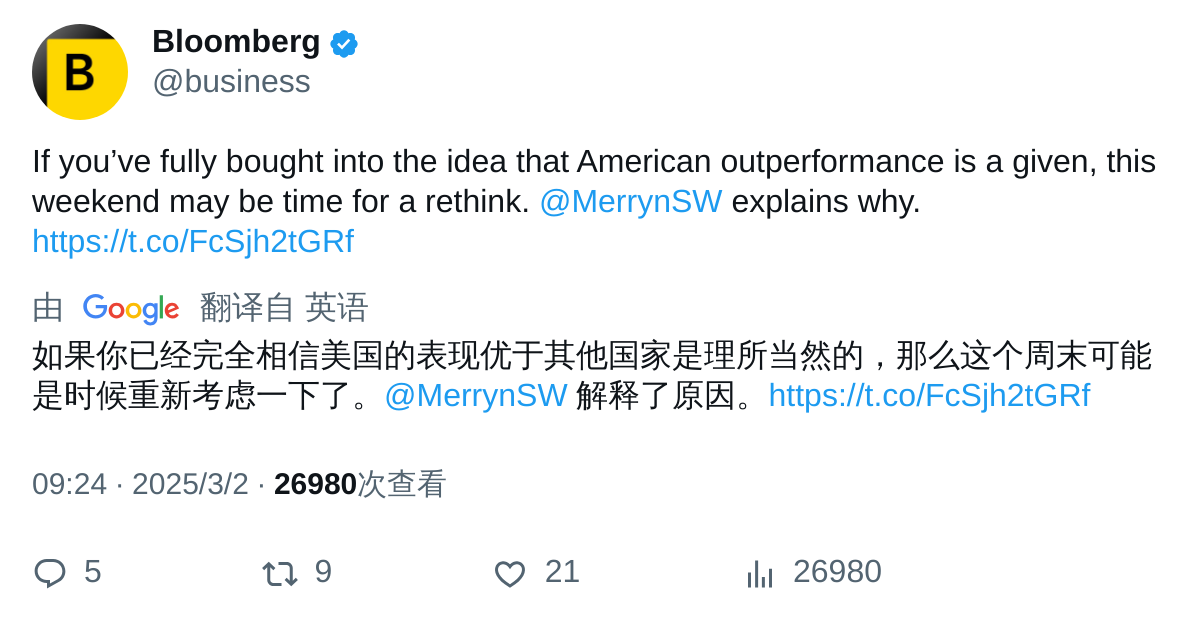 B
Bloomberg
@business
If you’ve fully bought into the idea that American outperformance is a given, this
weekend may be time for a rethink. @MerrynSW explains why.
https://t.co/FcSjh2tGRf
由 Google 翻译自 英语
如果你已经完全相信美国的表现优于其他国家是理所当然的，那么这个周末可能
是时候重新考虑一下了。@MerrynSW 解释了原因。https://t.co/FcSjh2tGRf
09:24 · 2025/3/2 · 26980次查看
5 9 21 26980